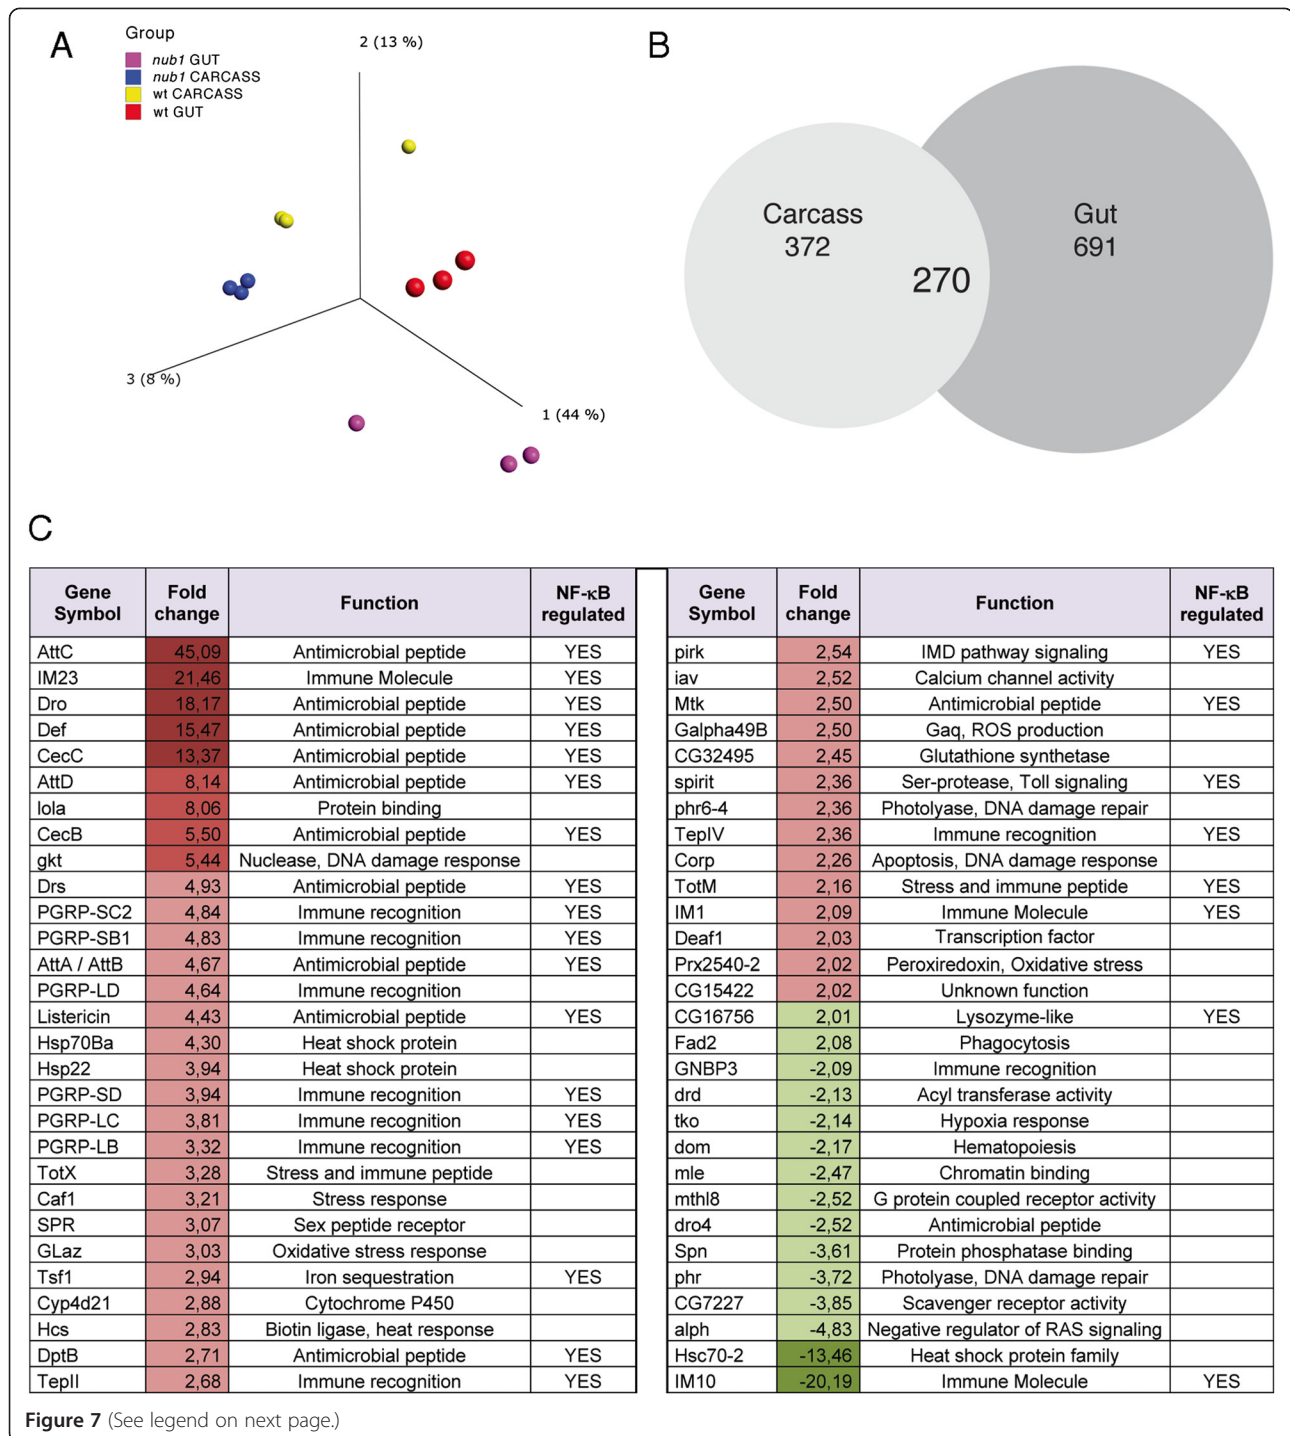 A
Group
nub1 GUT
nub1 CARCASS
wt CARCASS
wt GUT
2 (13 %)
3 (8 %)
1 (44 %)
B
Carcass
372
270
Gut
691
C
Gene Symbol Fold change Function NF-κB regulated
AttC 45,09 Antimicrobial peptide YES
IM23 21,46 Immune Molecule YES
Dro 18,17 Antimicrobial peptide YES
Def 15,47 Antimicrobial peptide YES
CecC 13,37 Antimicrobial peptide YES
AttD 8,14 Antimicrobial peptide YES
lola 8,06 Protein binding
CecB 5,50 Antimicrobial peptide YES
gkt 5,44 Nuclease, DNA damage response
Drs 4,93 Antimicrobial peptide YES
PGRP-SC2 4,84 Immune recognition YES
PGRP-SB1 4,83 Immune recognition YES
AttA / AttB 4,67 Antimicrobial peptide YES
PGRP-LD 4,64 Immune recognition
Listericin 4,43 Antimicrobial peptide YES
Hsp70Ba 4,30 Heat shock protein
Hsp22 3,94 Heat shock protein
PGRP-SD 3,94 Immune recognition YES
PGRP-LC 3,81 Immune recognition YES
PGRP-LB 3,32 Immune recognition YES
TotX 3,28 Stress and immune peptide
Caf1 3,21 Stress response
SPR 3,07 Sex peptide receptor
GLaz 3,03 Oxidative stress response
Tsf1 2,94 Iron sequestration YES
Cyp4d21 2,88 Cytochrome P450
Hcs 2,83 Biotin ligase, heat response
DptB 2,71 Antimicrobial peptide YES
TepII 2,68 Immune recognition YES
Gene Symbol Fold change Function NF-κB regulated
pirk 2,54 IMD pathway signaling YES
iav 2,52 Calcium channel activity
Mtk 2,50 Antimicrobial peptide YES
Galpha49B 2,50 Gaq, ROS production
CG32495 2,45 Glutathione synthetase
spirit 2,36 Ser-protease, Toll signaling YES
phr6-4 2,36 Photolyase, DNA damage repair
TepIV 2,36 Immune recognition YES
Corp 2,26 Apoptosis, DNA damage response
TotM 2,16 Stress and immune peptide YES
IM1 2,09 Immune Molecule YES
Deaf1 2,03 Transcription factor
Prx2540-2 2,02 Peroxiredoxin, Oxidative stress
CG15422 2,02 Unknown function
CG16756 2,01 Lysozyme-like YES
Fad2 2,08 Phagocytosis
GNBP3 -2,09 Immune recognition
drd -2,13 Acyl transferase activity
tko -2,14 Hypoxia response
dom -2,17 Hematopoiesis
mle -2,47 Chromatin binding
mthl8 -2,52 G protein coupled receptor activity
dro4 -2,52 Antimicrobial peptide
Spn -3,61 Protein phosphatase binding
phr -3,72 Photolyase, DNA damage repair
CG7227 -3,85 Scavenger receptor activity
alph -4,83 Negative regulator of RAS signaling
Hsc70-2 -13,46 Heat shock protein family
IM10 -20,19 Immune Molecule YES
Figure 7 (See legend on next page.)